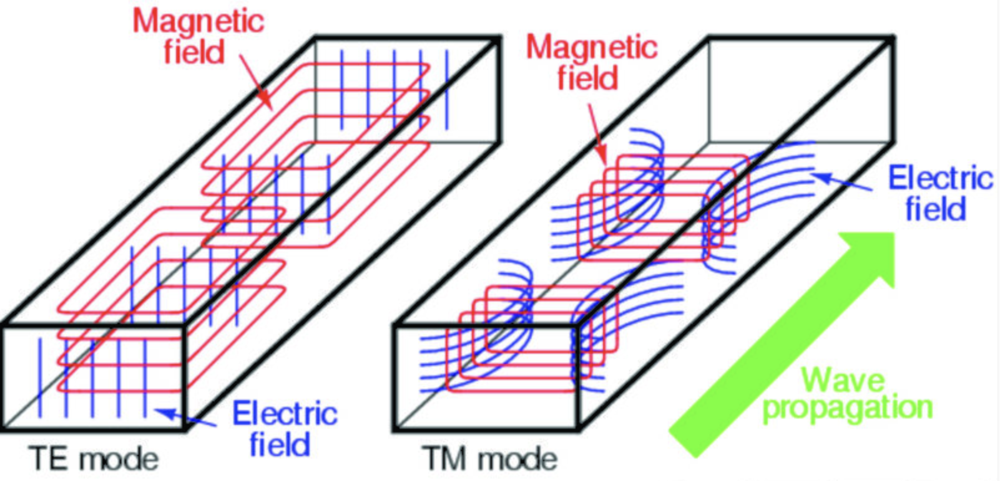 Magnetic
field
Magnetic
field
Electric
field
Wave
propagation
Electric
field
TE mode
TM mode